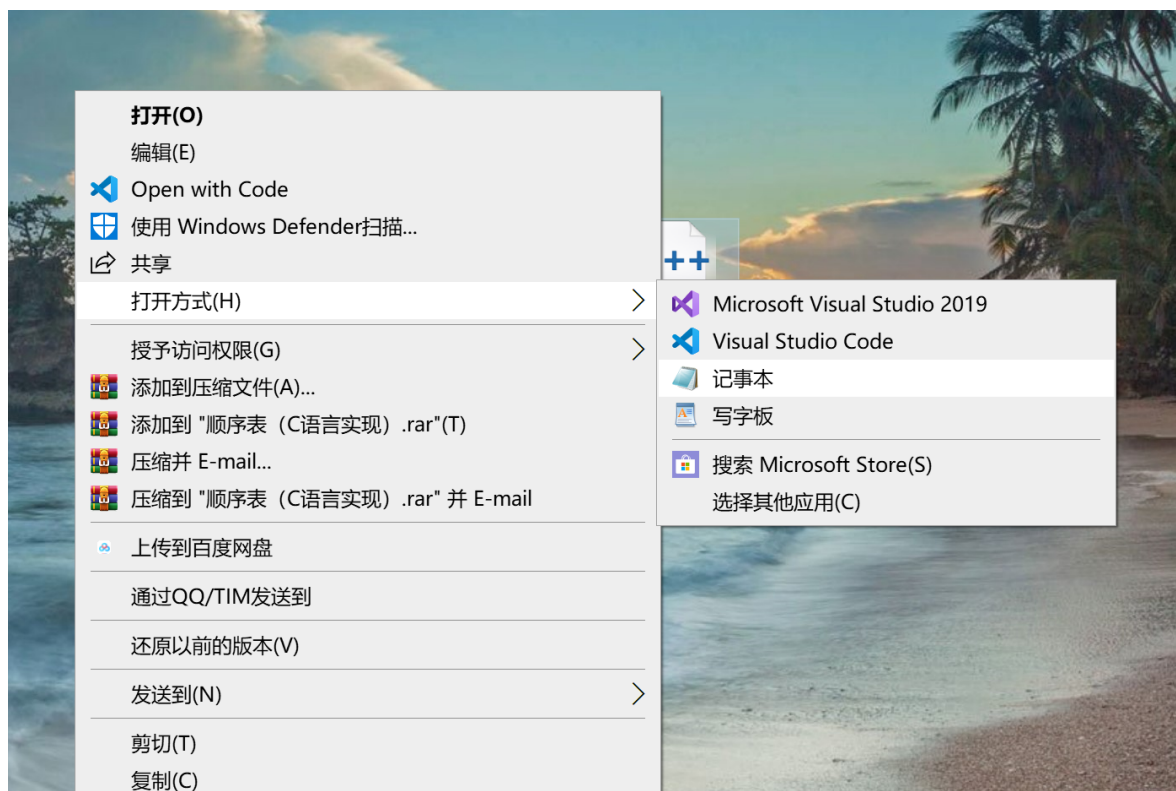 打开(O)
编辑(E)
Open with Code
使用 Windows Defender扫描...
共享
打开方式(H)
授予访问权限(G)
添加到压缩文件(A)...
添加到 "顺序表（C语言实现）.rar"(T)
压缩并 E-mail...
压缩到 "顺序表（C语言实现）.rar" 并 E-mail
上传到百度网盘
通过QQ/TIM发送到
还原以前的版本(V)
发送到(N)
剪切(T)
复制(C)
++
Microsoft Visual Studio 2019
Visual Studio Code
记事本
写字板
搜索 Microsoft Store(S)
选择其他应用(C)